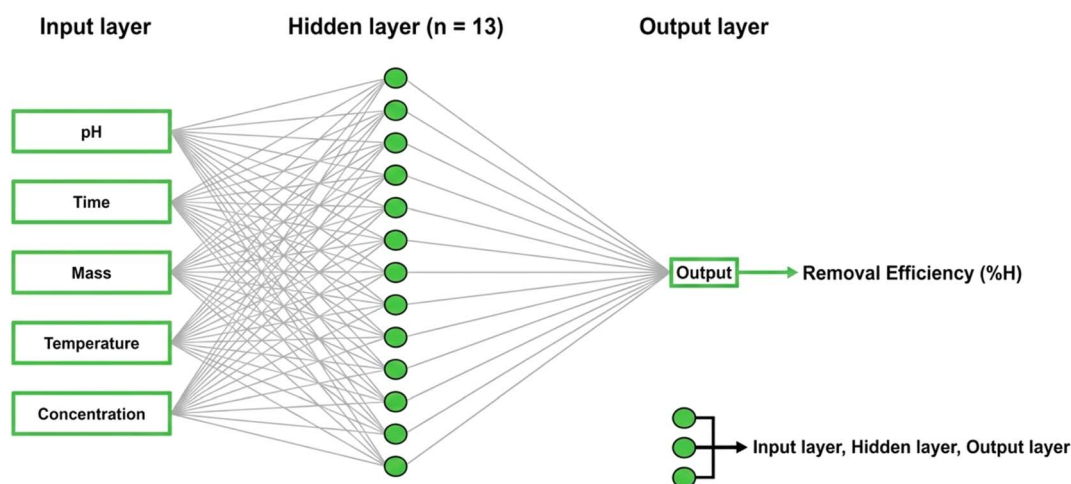 Input layer
Hidden layer (n = 13)
Output layer
pH
Time
Mass
Temperature
Concentration
Output
Removal Efficiency (%H)
Input layer, Hidden layer, Output layer